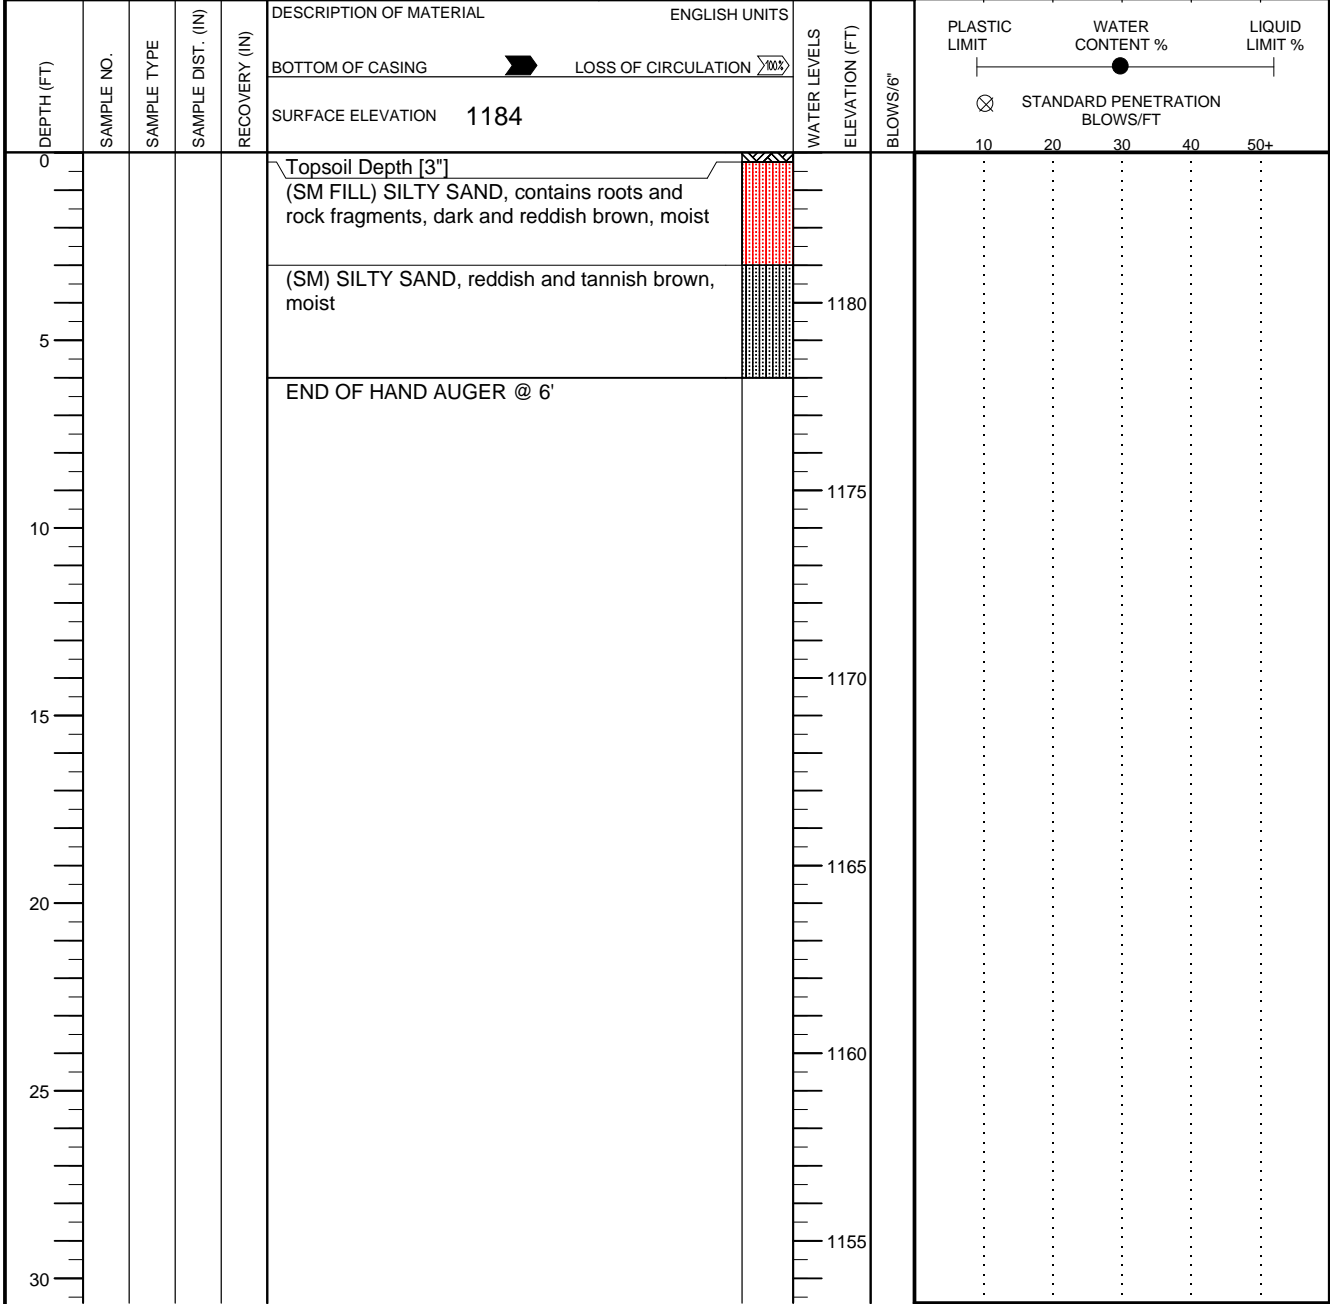 DEPTH (FT)
SAMPLE NO.
SAMPLE TYPE
SAMPLE DIST. (IN)
RECOVERY (IN)
DESCRIPTION OF MATERIAL ENGLISH UNITS
BOTTOM OF CASING LOSS OF CIRCULATION 100%
SURFACE ELEVATION 1184
WATER LEVELS
ELEVATION (FT)
BLOWS/6"
PLASTIC LIMIT
WATER CONTENT %
LIQUID LIMIT %
STANDARD PENETRATION
BLOWS/FT
10 20 30 40 50+
0
Topsoil Depth [3"]
(SM FILL) SILTY SAND, contains roots and
rock fragments, dark and reddish brown, moist
(SM) SILTY SAND, reddish and tannish brown,
moist
1180
5
END OF HAND AUGER @ 6'
1175
10
1170
15
1165
20
1160
25
1155
30